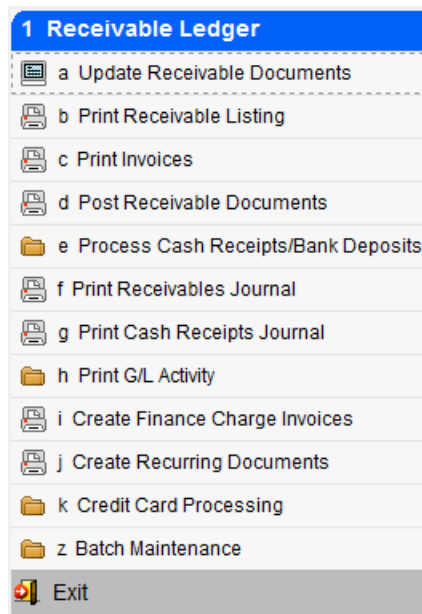 1 Receivable Ledger
a Update Receivable Documents
b Print Receivable Listing
c Print Invoices
d Post Receivable Documents
e Process Cash Receipts/Bank Deposits
f Print Receivables Journal
g Print Cash Receipts Journal
h Print G/L Activity
i Create Finance Charge Invoices
j Create Recurring Documents
k Credit Card Processing
z Batch Maintenance
Exit